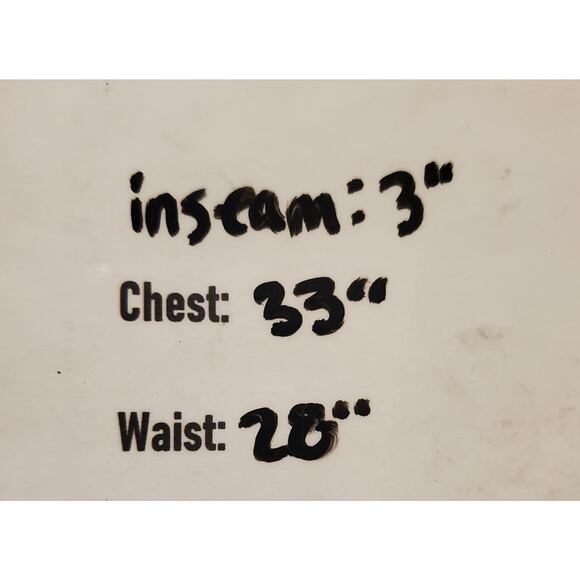 inseam: 3"
Chest: 33"
Waist: 28"